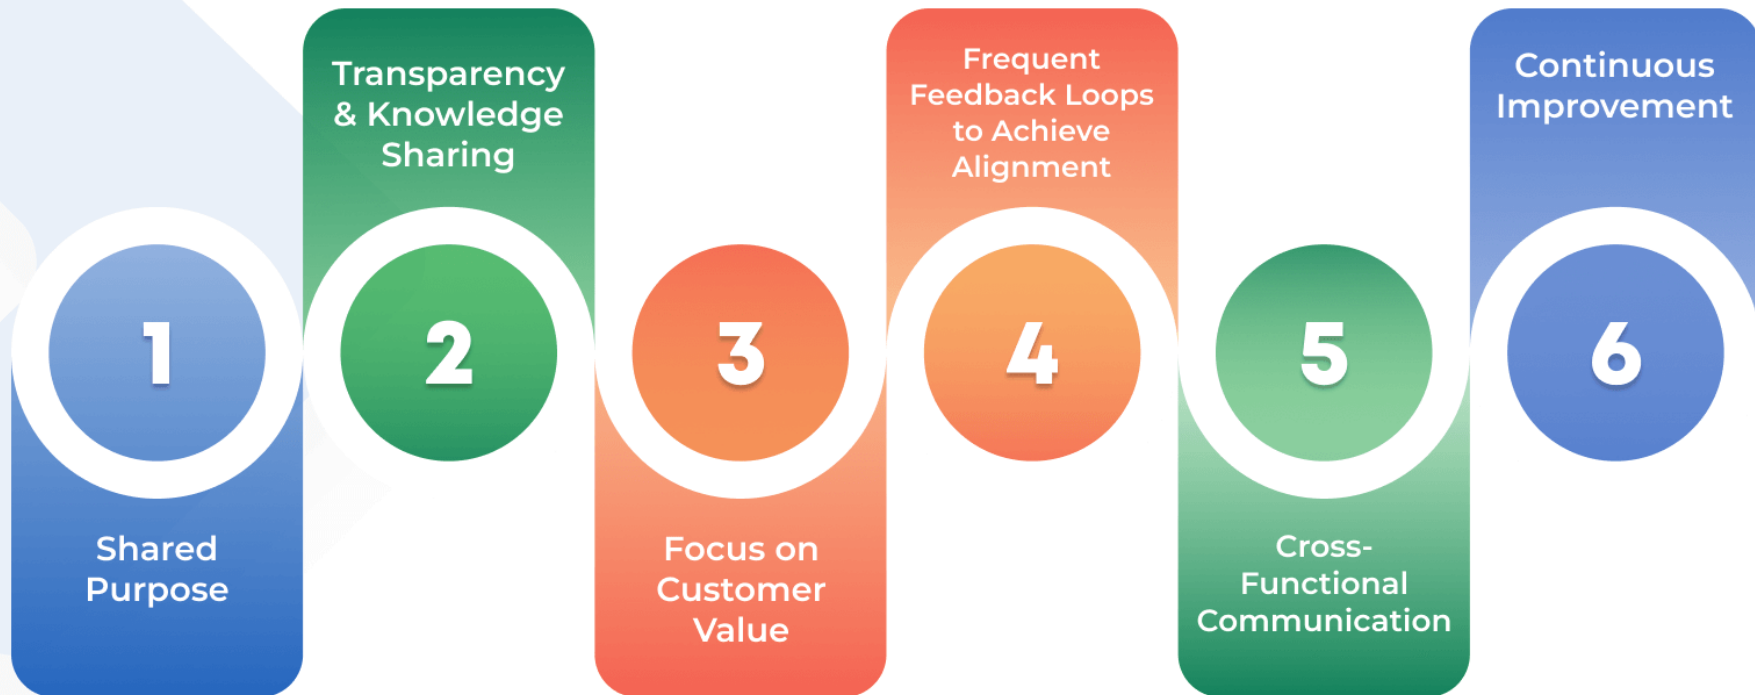 1
Shared
Purpose
Transparency
& Knowledge
Sharing
2
3
Focus on
Customer
Value
Frequent
Feedback Loops
to Achieve
Alignment
4
5
Cross-
Functional
Communication
Continuous
Improvement
6